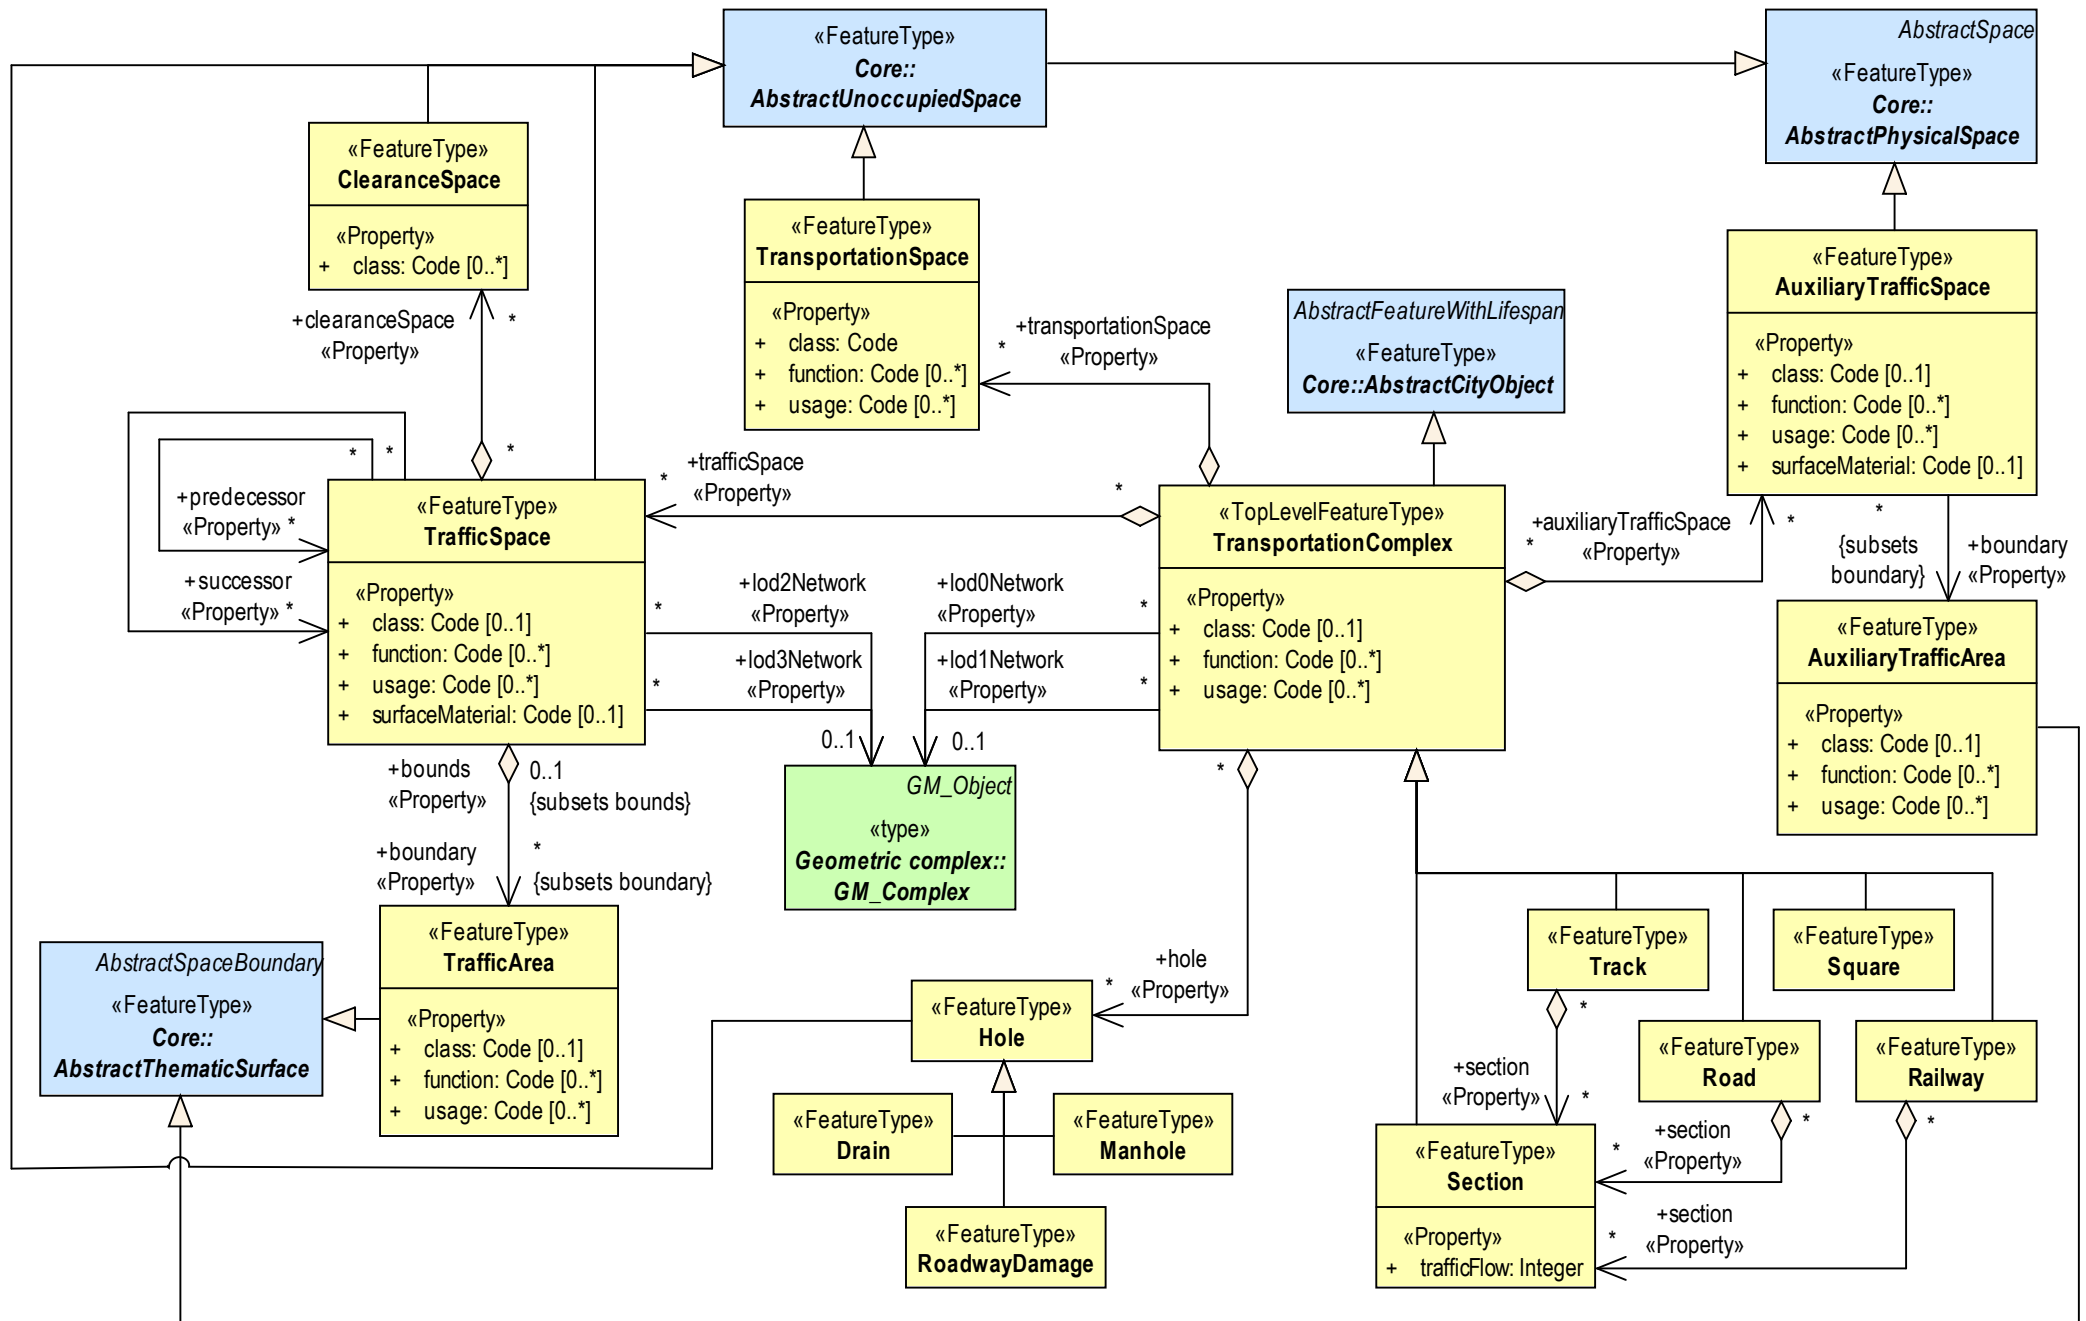 «FeatureType»
Core::
AbstractUnoccupiedSpace
AbstractSpace
«FeatureType»
Core::
AbstractPhysicalSpace
«FeatureType»
ClearanceSpace
«Property»
+ class: Code [0..*]
+clearanceSpace
«Property»
*
*
«FeatureType»
TransportationSpace
«Property»
+ class: Code
+ function: Code [0..*]
+ usage: Code [0..*]
+transportationSpace
«Property»
*
AbstractFeatureWithLifespan
«FeatureType»
Core::AbstractCityObject
«FeatureType»
AuxiliaryTrafficSpace
«Property»
+ class: Code [0..1]
+ function: Code [0..*]
+ usage: Code [0..*]
+ surfaceMaterial: Code [0..1]
*
*
+predecessor
«Property» *
+successor
«Property» *
«FeatureType»
TrafficSpace
«Property»
+ class: Code [0..1]
+ function: Code [0..*]
+ usage: Code [0..*]
+ surfaceMaterial: Code [0..1]
+trafficSpace
«Property»
*
*
«TopLevelFeatureType»
TransportationComplex
«Property»
+ class: Code [0..1]
+ function: Code [0..*]
+ usage: Code [0..*]
+auxiliaryTrafficSpace
«Property»
*
*
*
{subsets
boundary}
+boundary
«Property»
«FeatureType»
AuxiliaryTrafficArea
«Property»
+ class: Code [0..1]
+ function: Code [0..*]
+ usage: Code [0..*]
+lod2Network
«Property»
*
+lod3Network
«Property»
*
0..1
+lod0Network
«Property»
*
+lod1Network
«Property»
*
0..1
GM_Object
«type»
Geometric complex::
GM_Complex
+bounds
«Property»
0..1
{subsets bounds}
+boundary
«Property»
*
{subsets boundary}
AbstractSpaceBoundary
«FeatureType»
Core::
AbstractThematicSurface
«FeatureType»
TrafficArea
«Property»
+ class: Code [0..1]
+ function: Code [0..*]
+ usage: Code [0..*]
*
+hole
«Property»
*
«FeatureType»
Hole
«FeatureType»
Drain
«FeatureType»
Manhole
«FeatureType»
RoadwayDamage
«FeatureType»
Track
«FeatureType»
Square
«FeatureType»
Road
«FeatureType»
Railway
*
+section
«Property»
*
*
+section
«Property»
*
*
+section
«Property»
*
«FeatureType»
Section
«Property»
+ trafficFlow: Integer